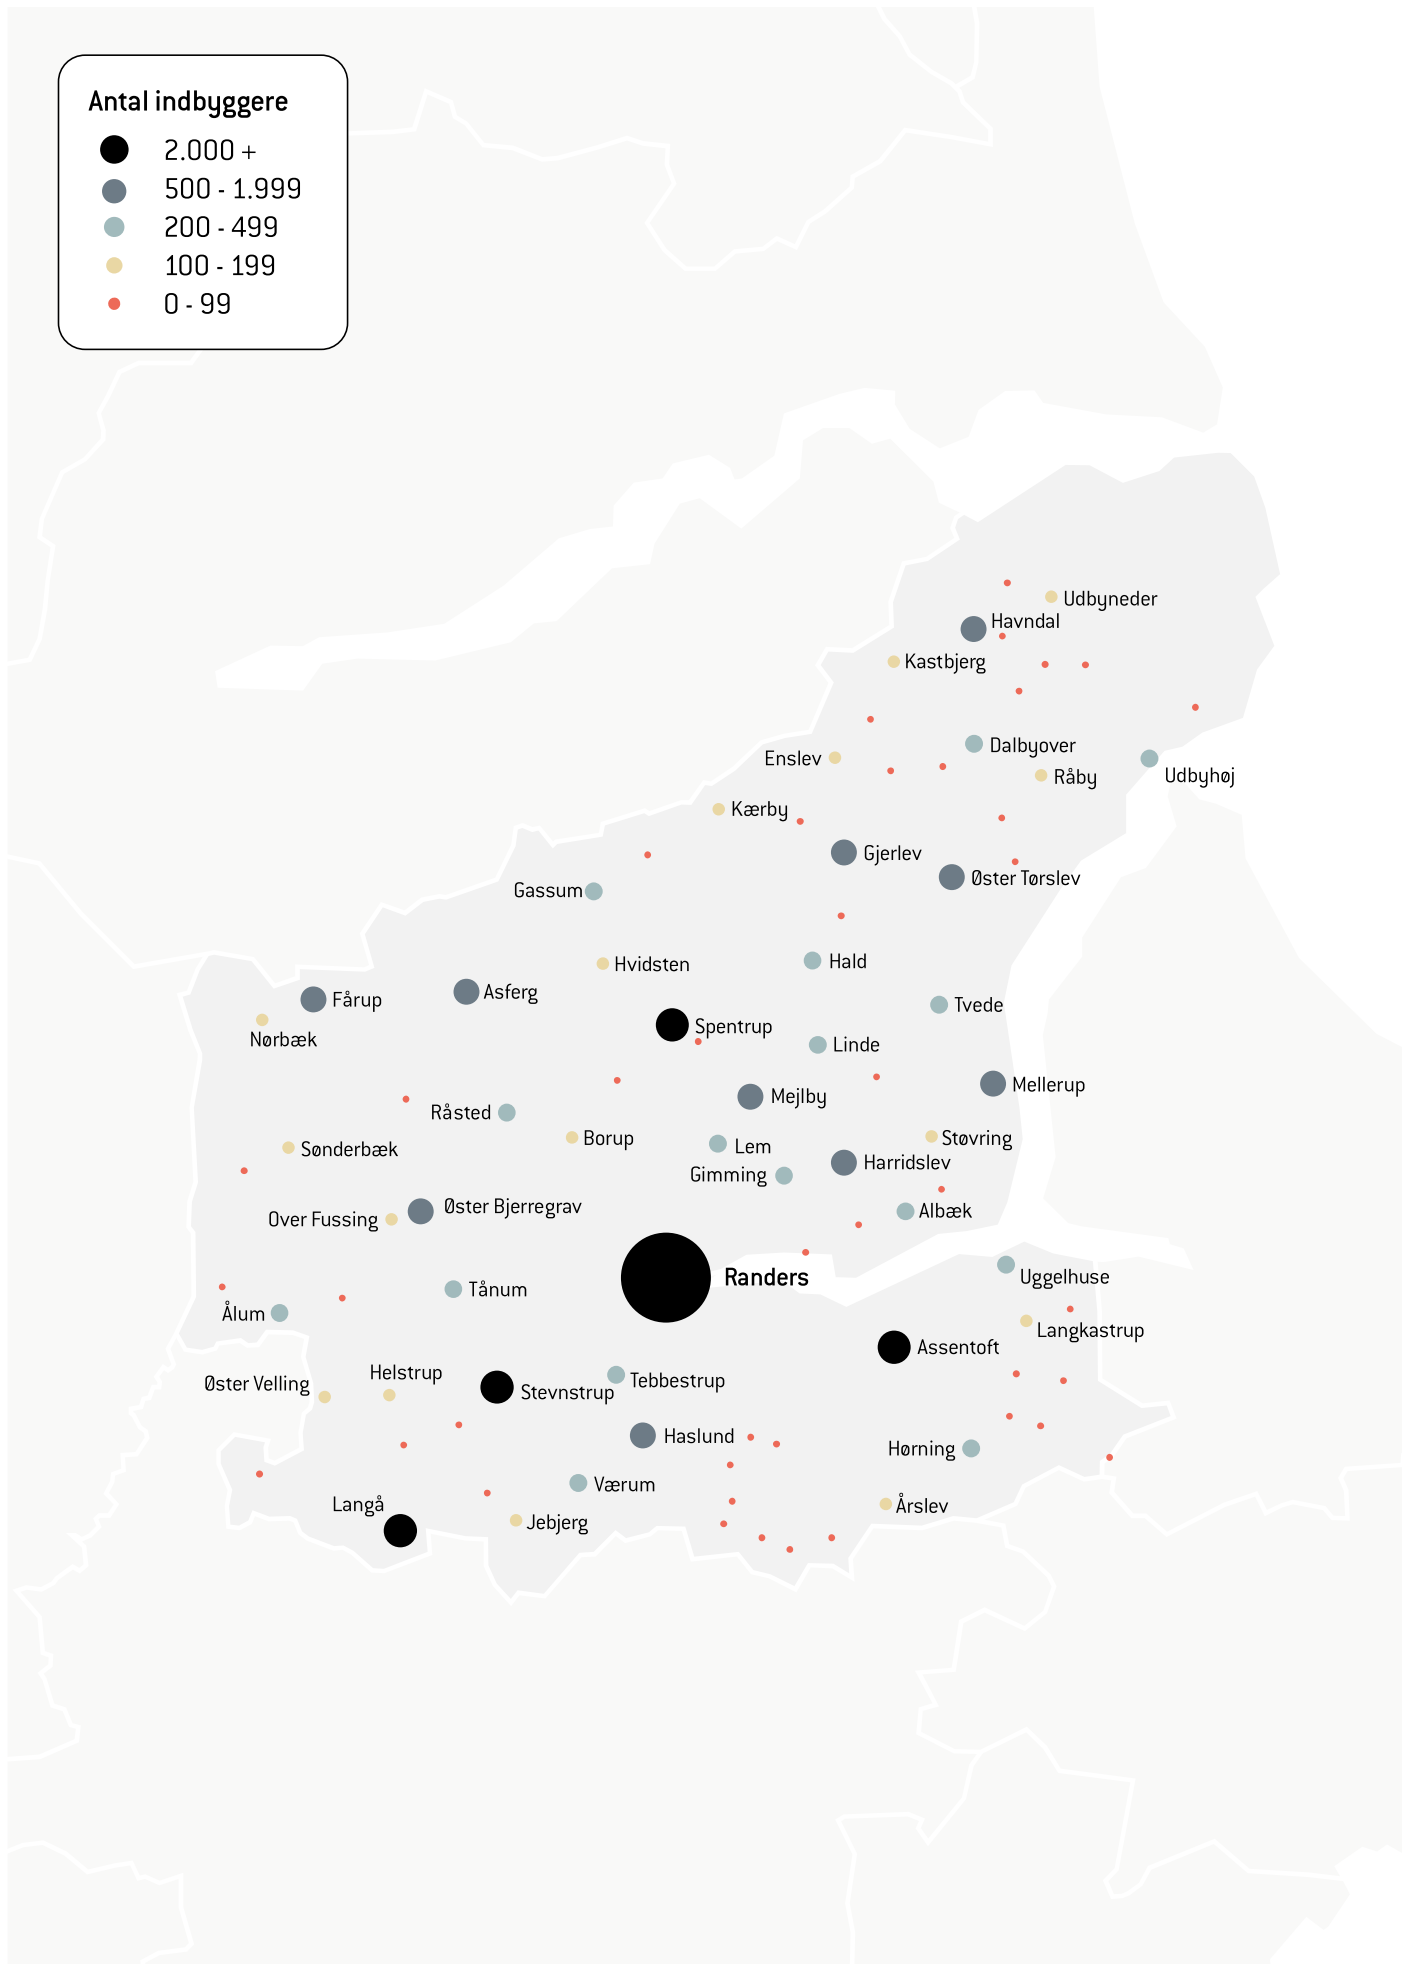 Antal indbyggere
2.000 +
500 - 1.999
200 - 499
100 - 199
0 - 99
Udbyneder
Havndal
Kastbjerg
Dalbyover
Enslev
Råby
Udbyhøj
Kærby
Gjerlev
Øster Tørslev
Gassum
Hvidsten
Hald
Asferg
Fårup
Tvede
Nørbæk
Spentrup
Linde
Mellerup
Mejlby
Råsted
Borup
Støvring
Lem
Sønderbæk
Harridslev
Gimming
Øster Bjerregrav
Albæk
Over Fussing
Randers
Uggelhuse
Tånum
Ålum
Langkastrup
Assentoft
Helstrup
Tebbestrup
Øster Velling
Stevnstrup
Haslund
Hørning
Værum
Langå
Årslev
Jebjerg